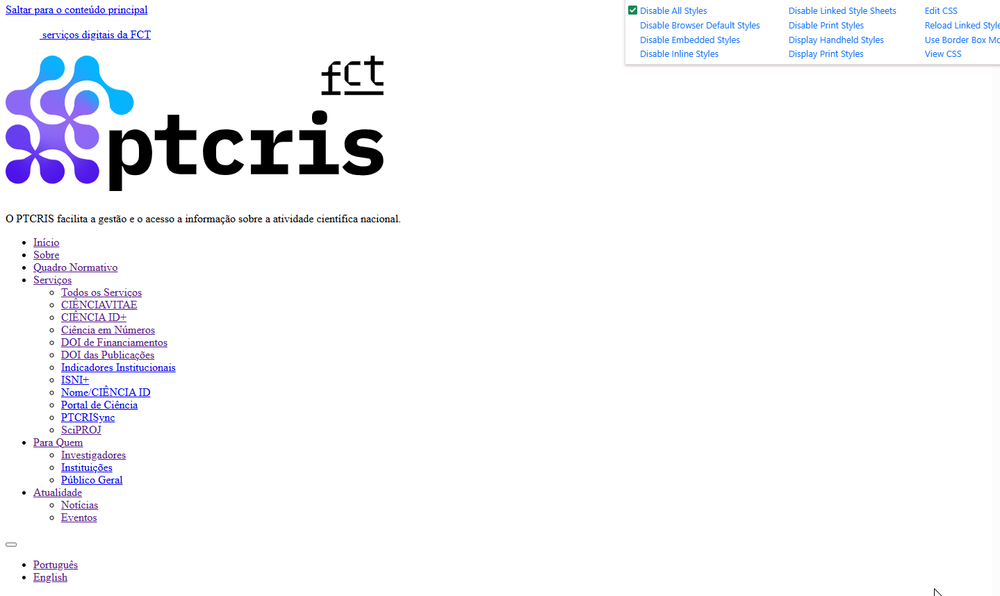 Saltar para o conteúdo principal
serviços digitais da FCT
fct
ptcris
O PTCRIS facilita a gestão e o acesso a informação sobre a atividade científica nacional.
Início
Sobre
Quadro Normativo
Serviços
Todos os Serviços
CIÊNCIAVITAE
CIÊNCIA ID+
Ciência em Números
DOI de Financiamentos
DOI das Publicações
Indicadores Institucionais
ISNI+
Nome/CIÊNCIA ID
Portal de Ciência
PTCRISync
SciPROJ
Para Quem
Investigadores
Instituições
Público Geral
Atualidade
Notícias
Eventos
Português
English
Disable All Styles
Disable Browser Default Styles
Disable Embedded Styles
Disable Inline Styles
Disable Linked Style Sheets
Disable Print Styles
Display Handheld Styles
Display Print Styles
Edit CSS
Reload Linked Style
Use Border Box Mo
View CSS